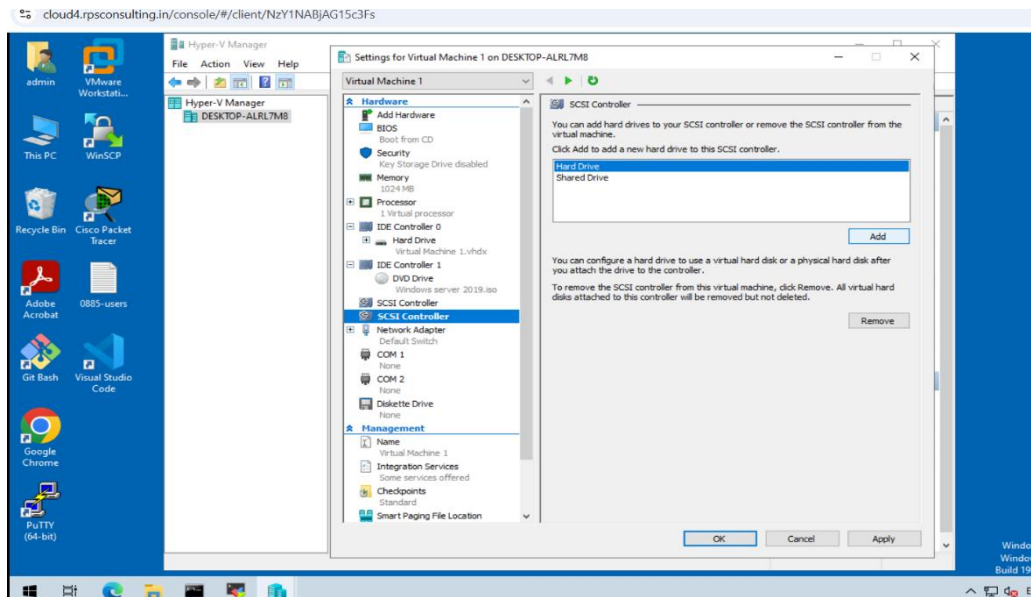 cloud4.rpsconsulting.in/console/#/client/NzY1NABjAG15c3Fs
admin
VMware
Workstati...
This PC
WinSCP
Recycle Bin
Cisco Packet
Tracer
Adobe
Acrobat
0885-users
Git Bash
Visual Studio
Code
Google
Chrome
PuTTY
(64-bit)
Hyper-V Manager
File Action View Help
Hyper-V Manager
DESKTOP-ALRL7M8
Settings for Virtual Machine 1 on DESKTOP-ALRL7M8
Virtual Machine 1
Hardware
Add Hardware
BIOS
Boot from CD
Security
Key Storage Drive disabled
Memory
1024 MB
Processor
1 Virtual processor
IDE Controller 0
Hard Drive
Virtual Machine 1.vhdx
IDE Controller 1
DVD Drive
Windows server 2019.iso
SCSI Controller
SCSI Controller
Network Adapter
Default Switch
COM 1
None
COM 2
None
Diskette Drive
None
Management
Name
Virtual Machine 1
Integration Services
Some services offered
Checkpoints
Standard
Smart Paging File Location
SCSI Controller
You can add hard drives to your SCSI controller or remove the SCSI controller from the
virtual machine.
Click Add to add a new hard drive to this SCSI controller.
Hard Drive
Shared Drive
Add
You can configure a hard drive to use a virtual hard disk or a physical hard disk after
you attach the drive to the controller.
To remove the SCSI controller from this virtual machine, click Remove. All virtual hard
disks attached to this controller will be removed but not deleted.
Remove
OK Cancel Apply
Windo
Windo
Build 19